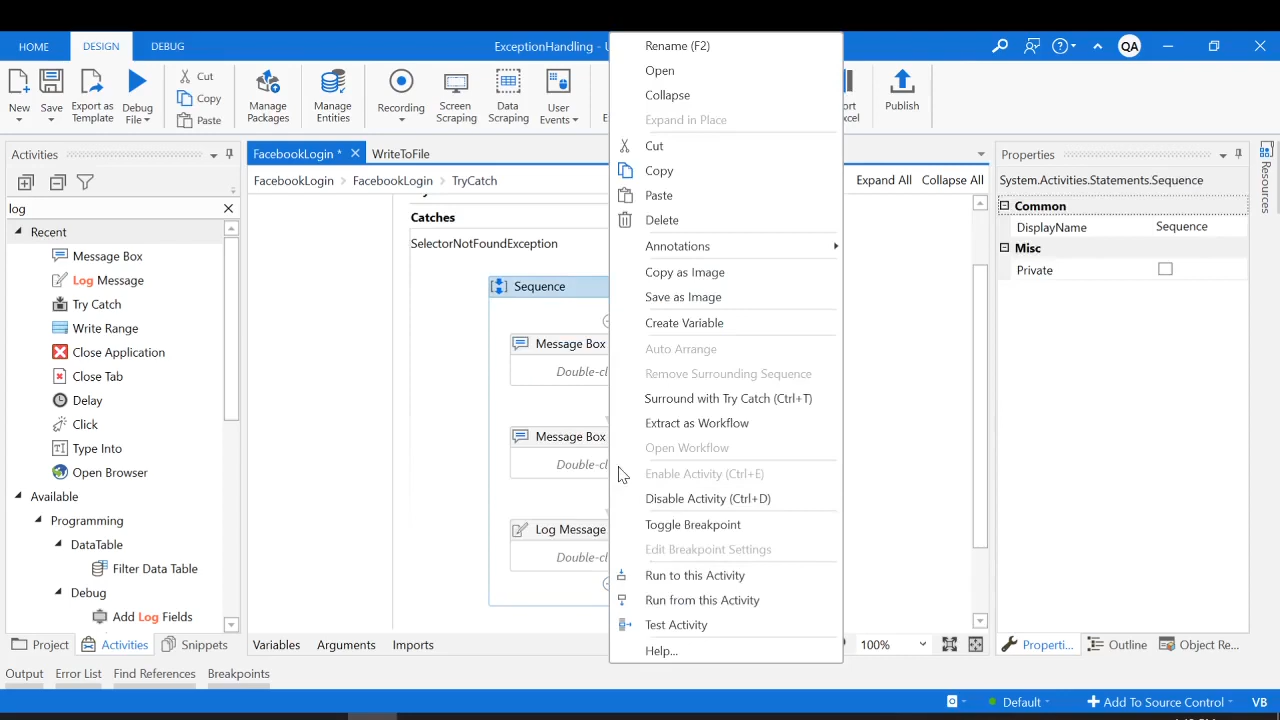 HOME
DESIGN
DEBUG
ExceptionHandling - U
QA
New
Save
Export as
Template
Debug
File
Cut
Copy
Paste
Manage
Packages
Manage
Entities
Recording
Screen
Scraping
Data
Scraping
User
Events
Publish
Activities
FacebookLogin *
WriteToFile
Properties
FacebookLogin
FacebookLogin
TryCatch
Expand All
Collapse All
System.Activities.Statements.Sequence
log
Recent
Message Box
Log Message
Try Catch
Write Range
Close Application
Close Tab
Delay
Click
Type Into
Open Browser
Available
Programming
DataTable
Filter Data Table
Debug
Add Log Fields
Catches
SelectorNotFoundException
Sequence
Message Box
Double-cl
Message Box
Double-cl
Log Message
Double-cl
Rename (F2)
Open
Collapse
Expand in Place
Cut
Copy
Paste
Delete
Annotations
Copy as Image
Save as Image
Create Variable
Auto Arrange
Remove Surrounding Sequence
Surround with Try Catch (Ctrl+T)
Extract as Workflow
Open Workflow
Enable Activity (Ctrl+E)
Disable Activity (Ctrl+D)
Toggle Breakpoint
Edit Breakpoint Settings
Run to this Activity
Run from this Activity
Test Activity
Help...
Common
DisplayName
Sequence
Misc
Private
Resources
Project
Activities
Snippets
Variables
Arguments
Imports
100%
Properti...
Outline
Object Re...
Output
Error List
Find References
Breakpoints
Default
Add To Source Control
VB